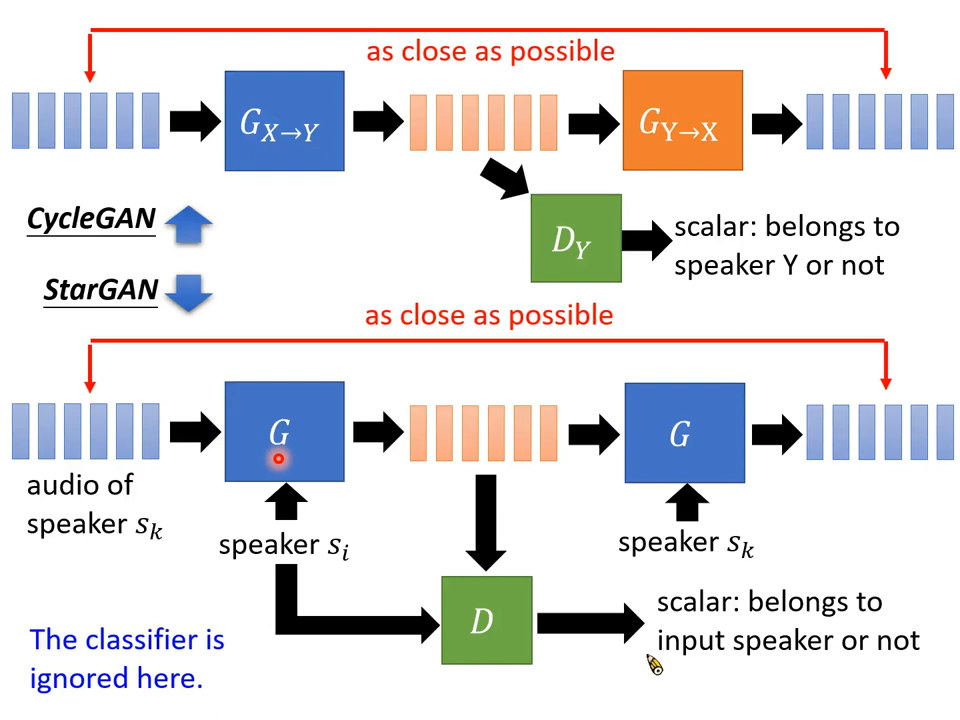 as close as possible
G_{X→Y}
G_{Y→X}
CycleGAN
D_Y
scalar: belongs to
speaker Y or not
StarGAN
as close as possible
G
G
audio of
speaker s_k
speaker s_i
speaker s_k
D
scalar: belongs to
input speaker or not
The classifier is
ignored here.